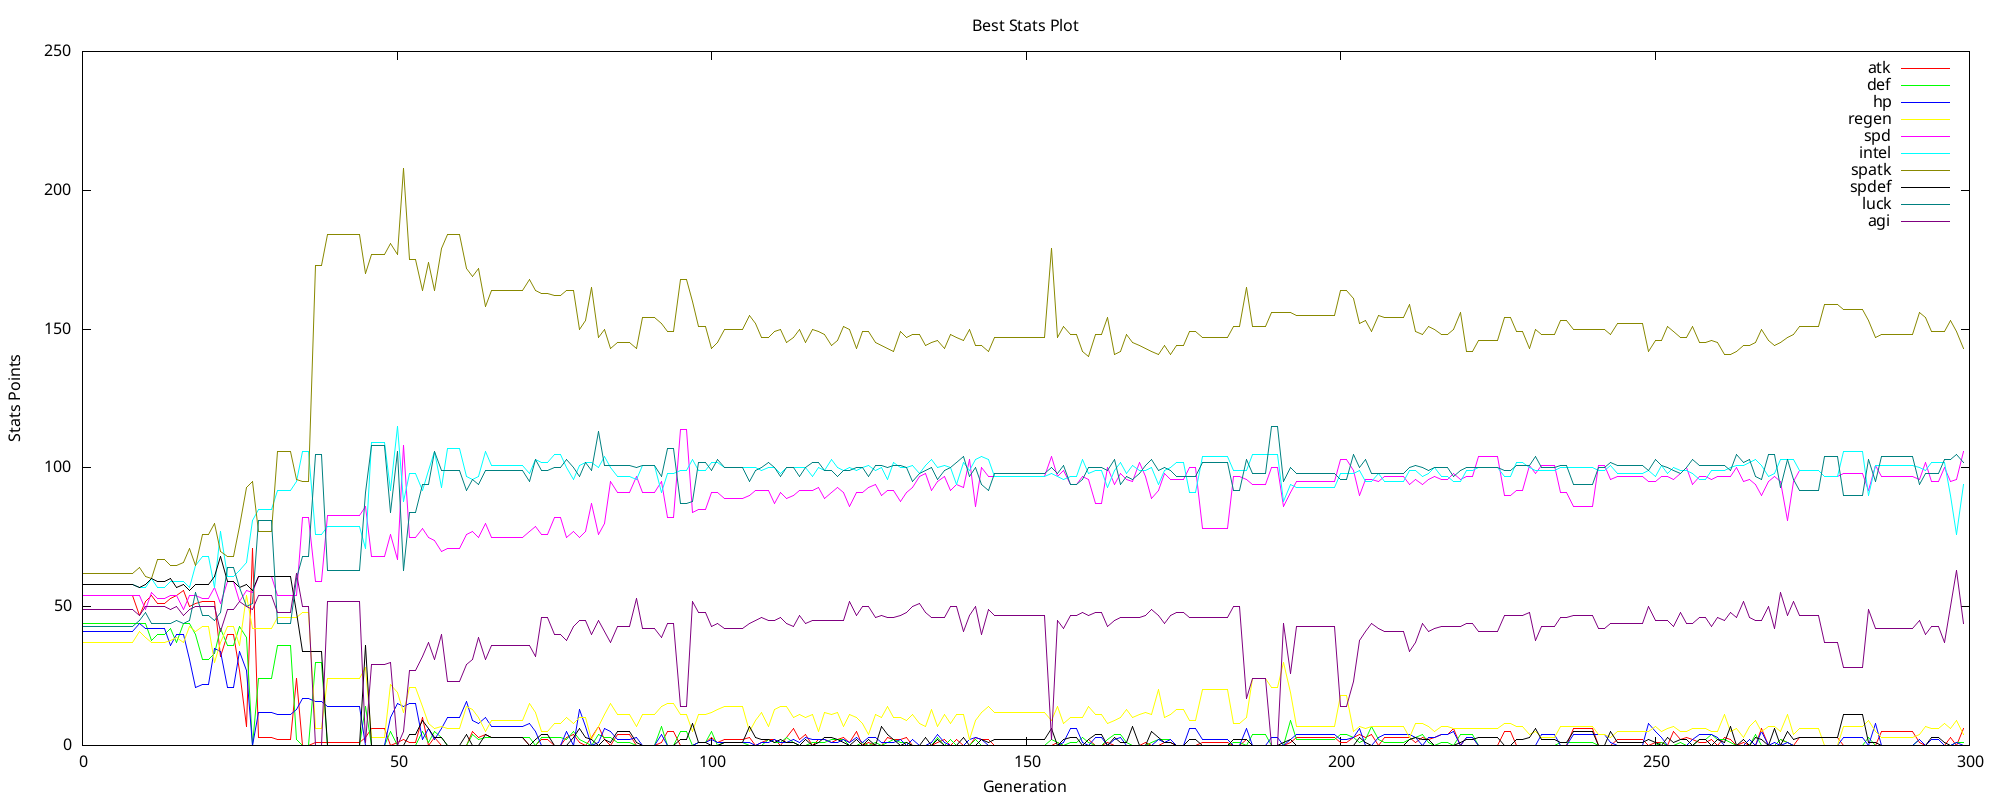 Best Stats Plot
250
200
150
100
50
0
0
50
100
150
200
250
300
Stats Points
Generation
atk
def
hp
regen
spd
intel
spatk
spdef
luck
agi